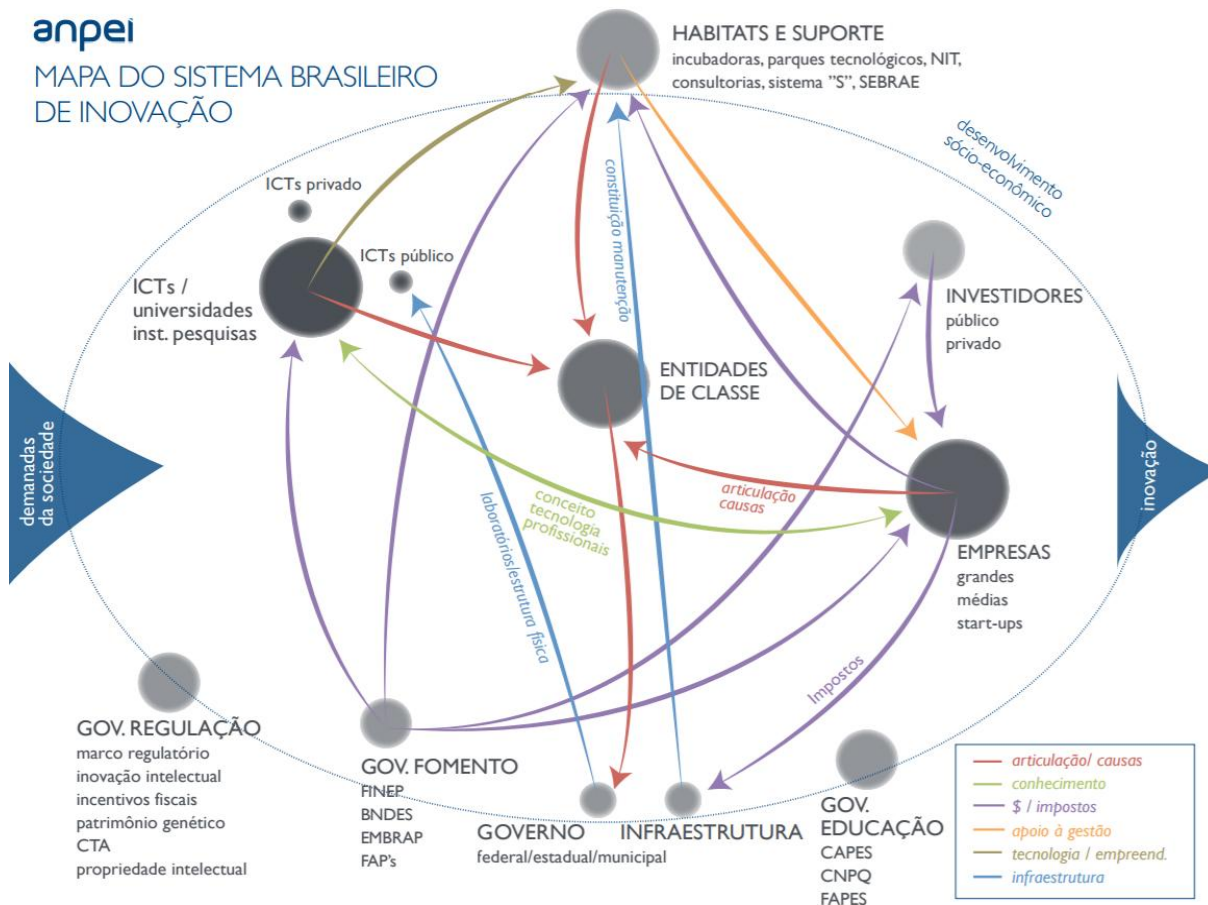 anpei
MAPA DO SISTEMA BRASILEIRO
DE INOVAÇÃO
HABITATS E SUPORTE
incubadoras, parques tecnológicos, NIT,
consultorias, sistema "S", SEBRAE
desenvolvimento
sócio-econômico
ICTs privado
ICTs público
ICTs /
universidades
inst. pesquisas
constituição manutenção
INVESTIDORES
público
privado
ENTIDADES
DE CLASSE
demanadas
da sociedade
inovação
articulação
causas
conceito
tecnologia
profissionais
laboratórios/estrutura física
EMPRESAS
grandes
médias
start-ups
Impostos
GOV. REGULAÇÃO
marco regulatório
inovação intelectual
incentivos fiscais
patrimônio genético
CTA
propriedade intelectual
GOV. FOMENTO
FINEP
BNDES
EMBRAP
FAP's
GOVERNO
federal/estadual/municipal
INFRAESTRUTURA
GOV.
EDUCAÇÃO
CAPES
CNPQ
FAPES
articulação/ causas
conhecimento
$ / impostos
apoio à gestão
tecnologia / empreend.
infraestrutura